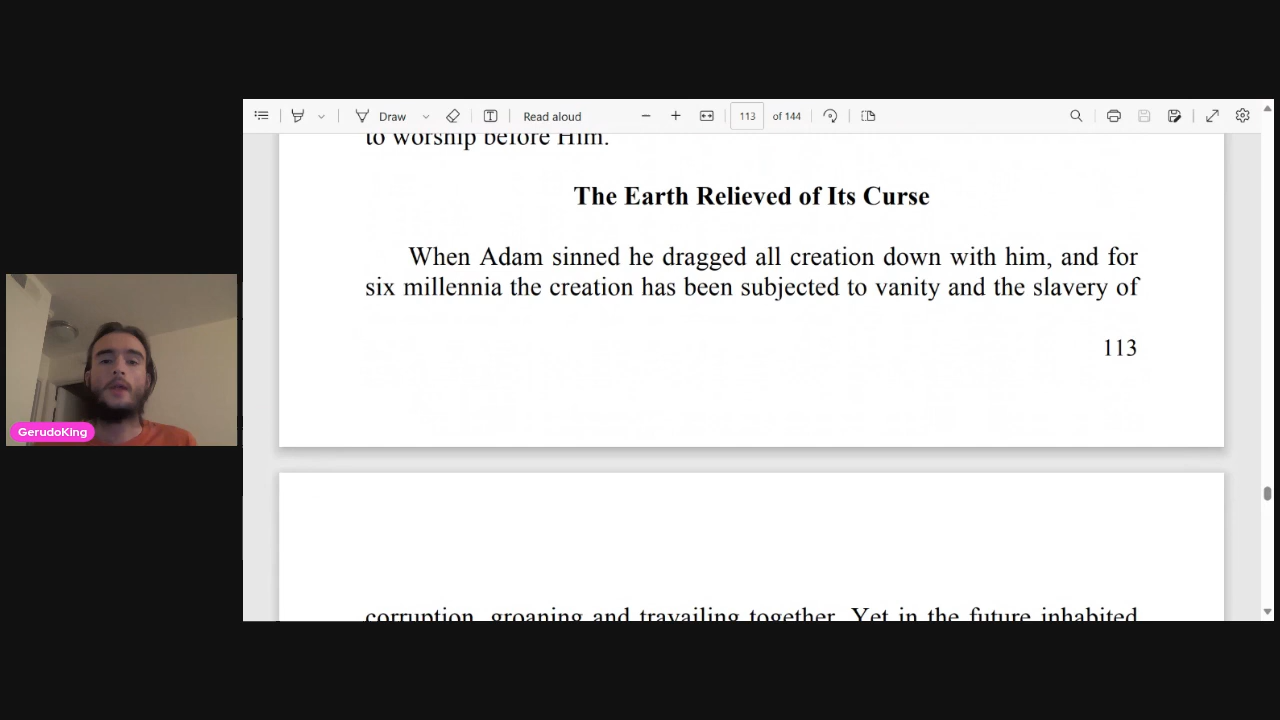 Draw
Read aloud
113 of 144
to worship before Him.
The Earth Relieved of Its Curse
When Adam sinned he dragged all creation down with him, and for
six millennia the creation has been subjected to vanity and the slavery of
113
corruption, groaning and travailing together. Yet in the future inhabited
GerudoKing